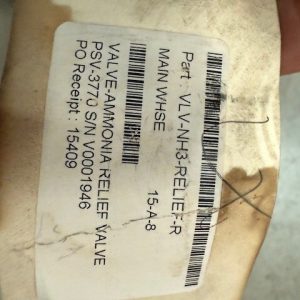 Part: VLV-NH3-RELIEF-R
MAIN WHSE 15-A-8
VALVE-AMMONIA RELIEF VALVE
PSV-3770 S/N V0001946
PO Receipt: 15409